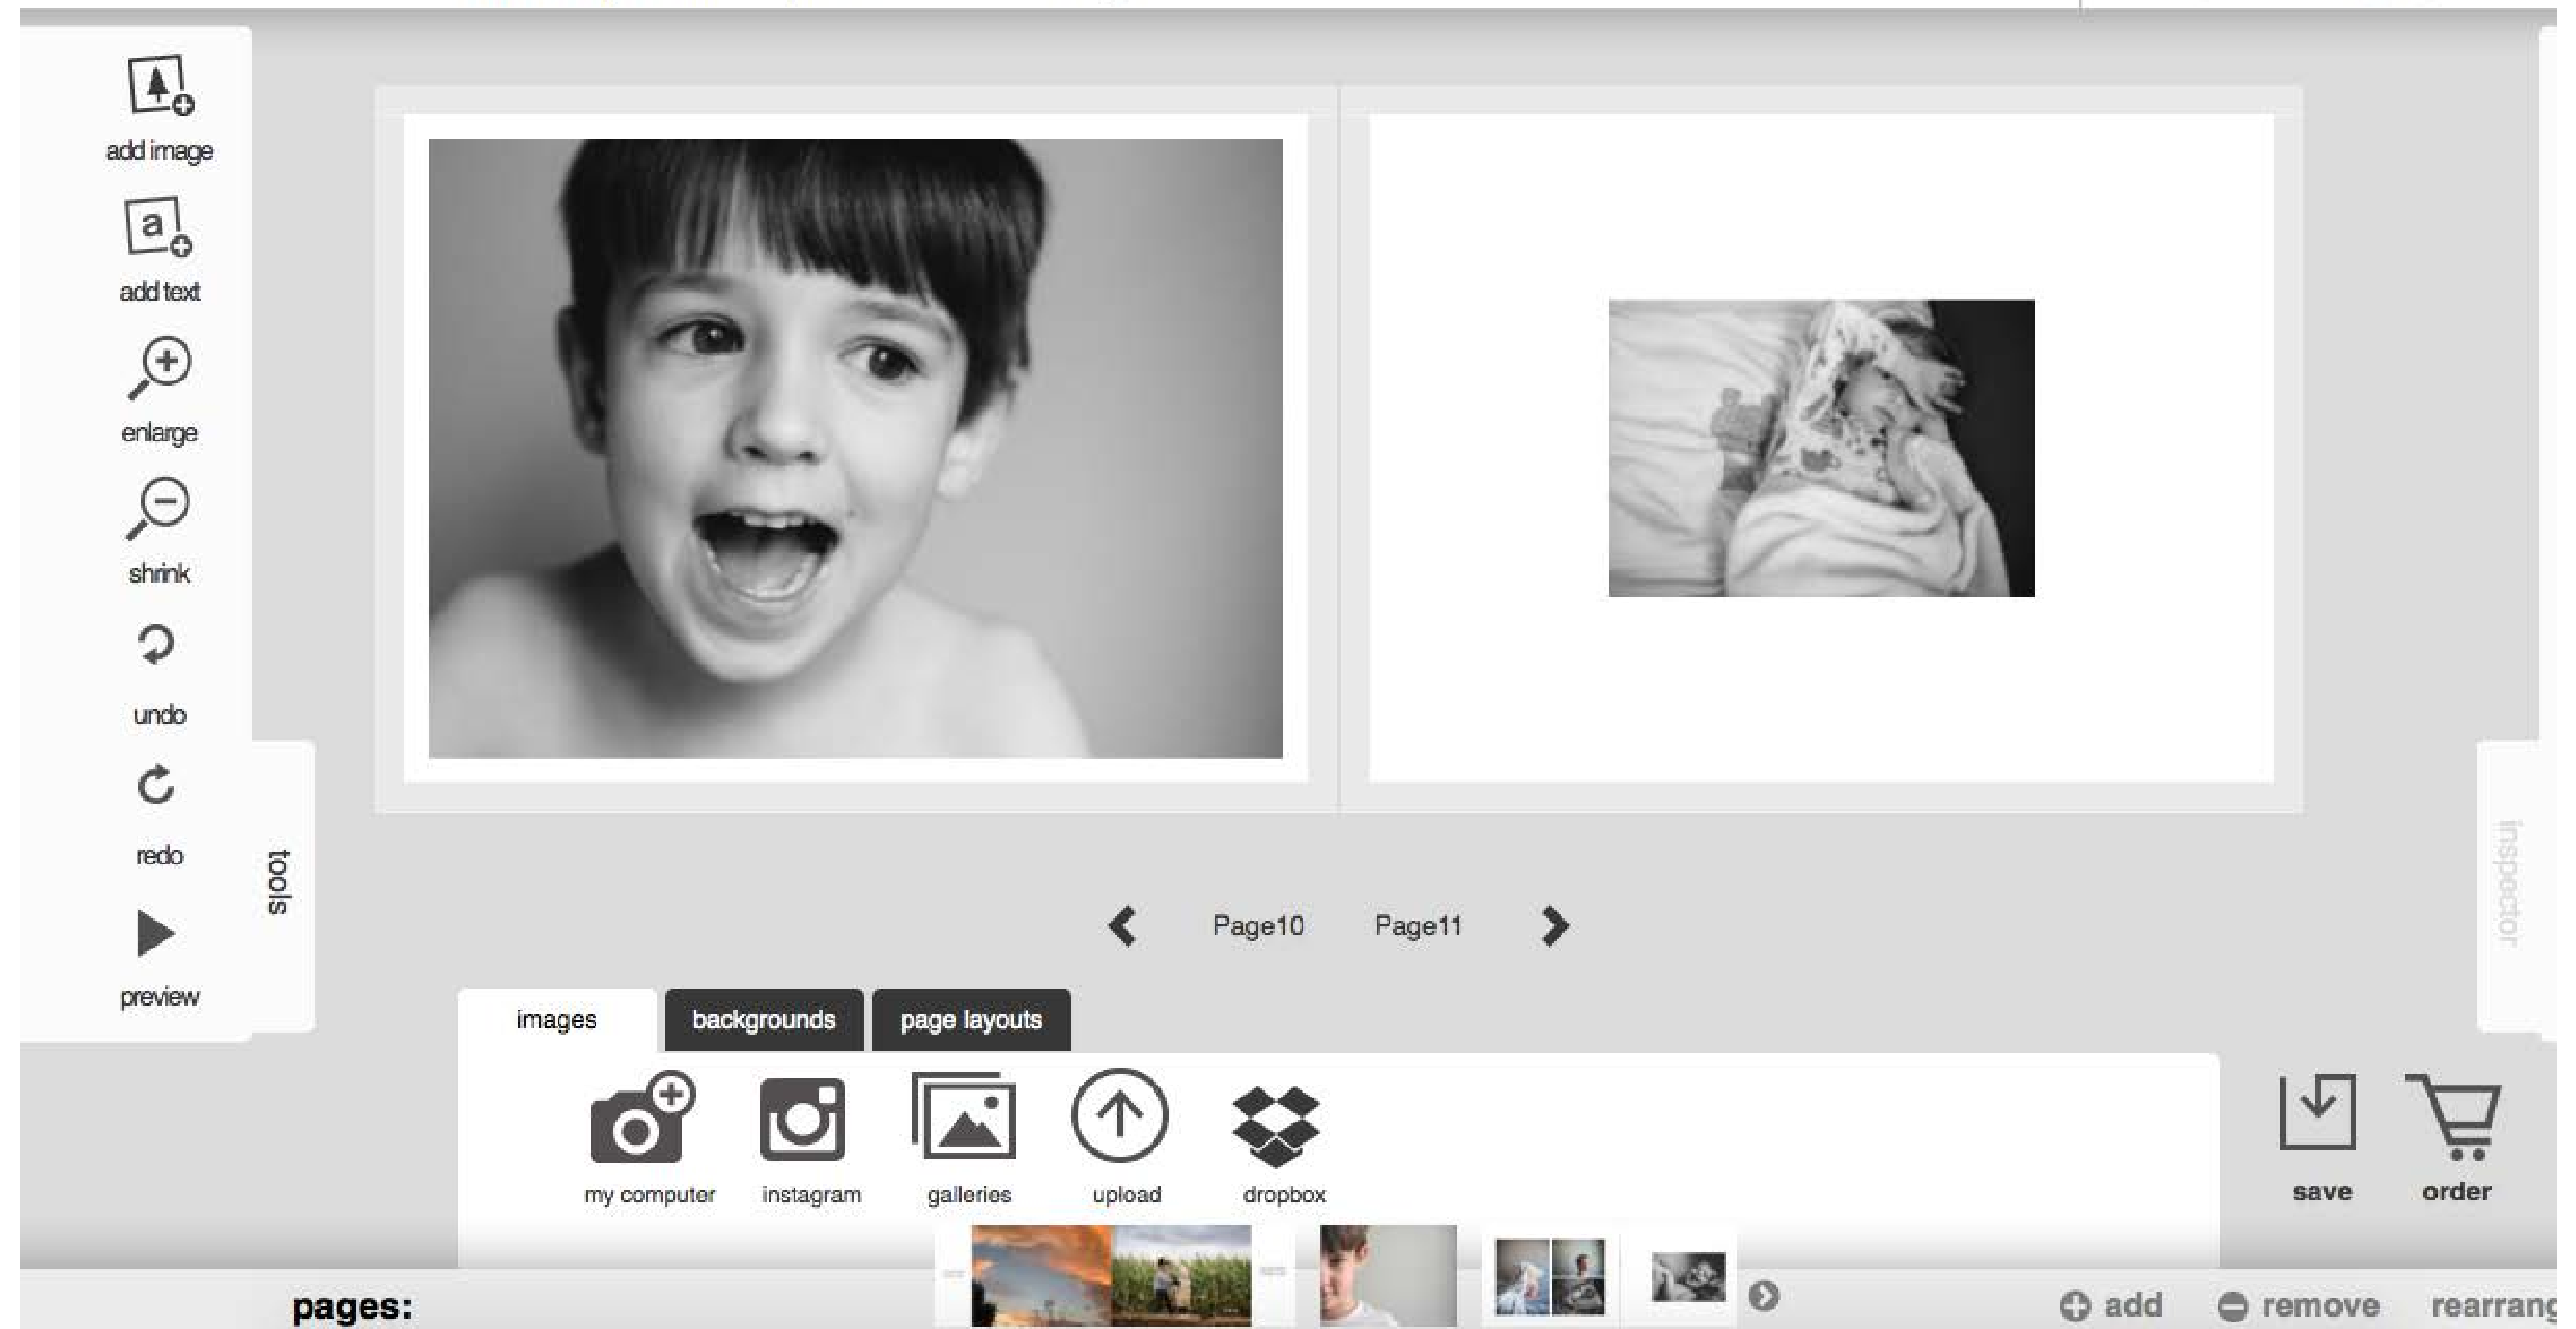 add image
add text
enlarge
shrink
undo
redo
preview
tools
inspector
Page10 Page11
images backgrounds page layouts
my computer instagram galleries upload dropbox
save order
pages:
add remove rearrang